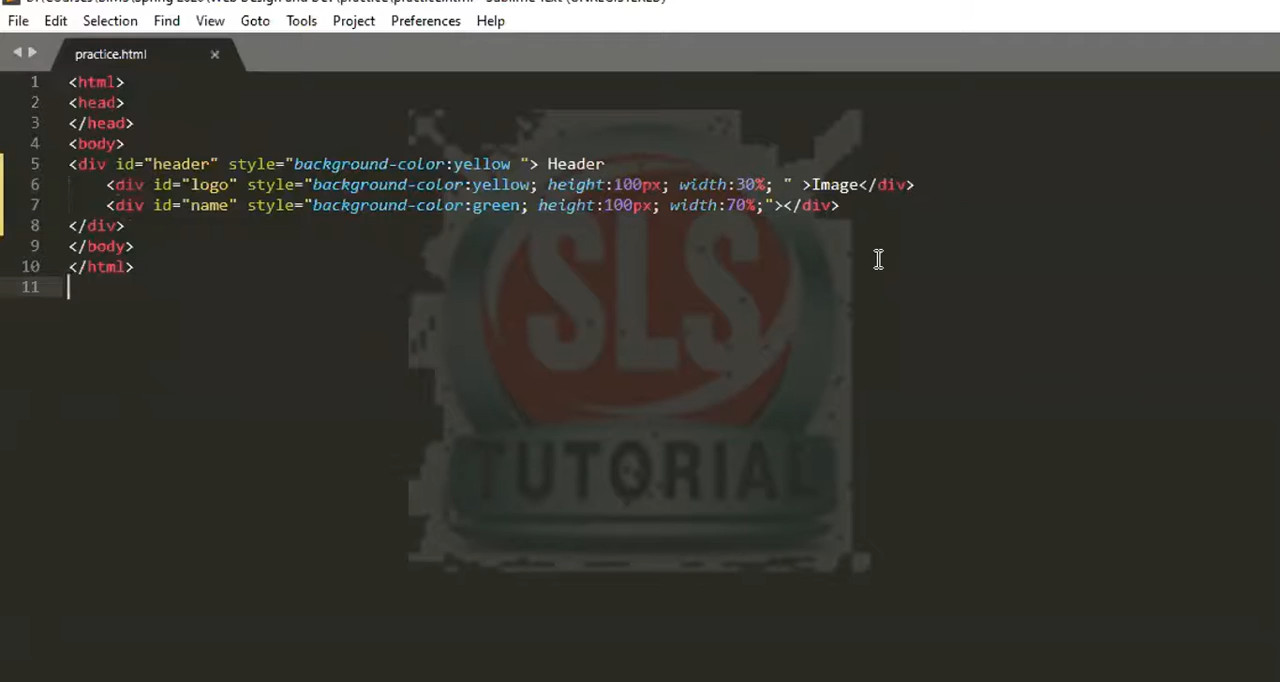 File Edit Selection Find View Goto Tools Project Preferences Help
practice.html ×
1 <html>
2 <head>
3 </head>
4 <body>
5 <div id="header" style="background-color:yellow "> Header
6 <div id="logo" style="background-color:yellow; height:100px; width:30%; " >Image</div>
7 <div id="name" style="background-color:green; height:100px; width:70%;"></div>
8 </div>
9 </body>
10 </html>
11
SLS
TUTORIAL